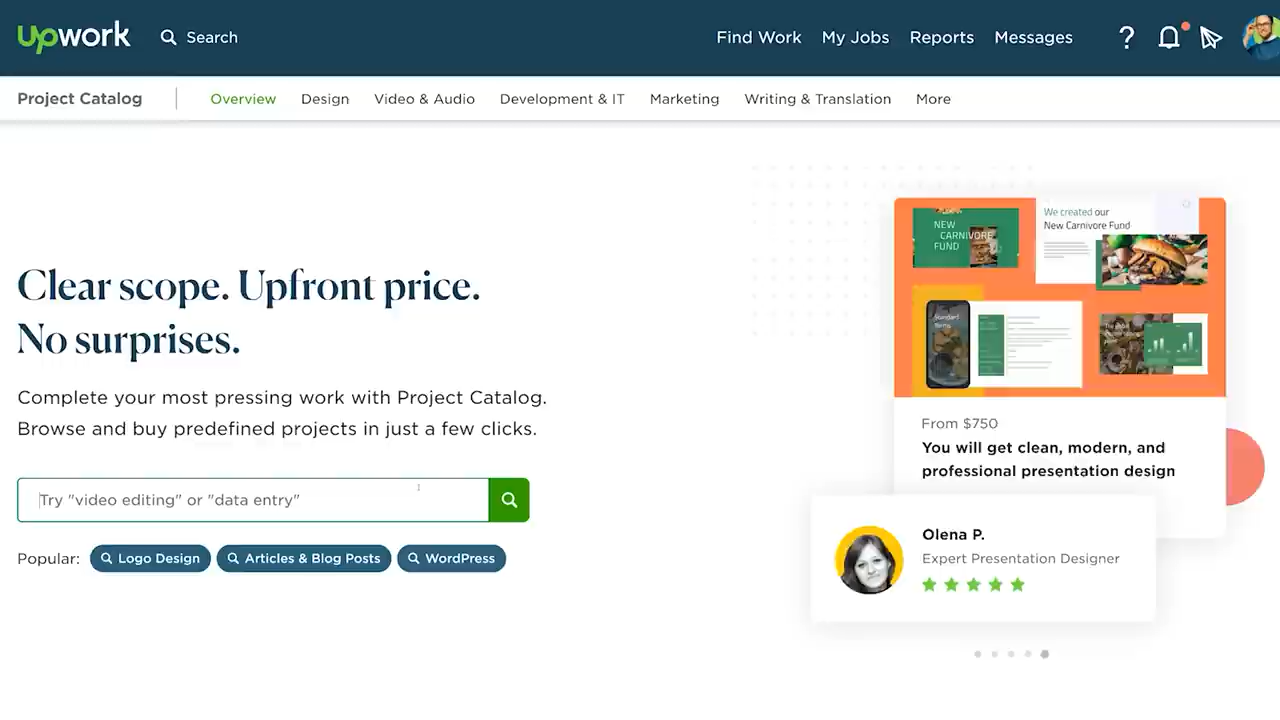 upwork
Search
Find Work
My Jobs
Reports
Messages
Project Catalog
Overview
Design
Video & Audio
Development & IT
Marketing
Writing & Translation
More
Clear scope. Upfront price.
No surprises.
Complete your most pressing work with Project Catalog.
Browse and buy predefined projects in just a few clicks.
Try "video editing" or "data entry"
Popular:
Logo Design
Articles & Blog Posts
WordPress
NEW
CARNIVORE
FUND
We created our
New Carnivore Fund
Standard
From $750
You will get clean, modern, and
professional presentation design
Olena P.
Expert Presentation Designer